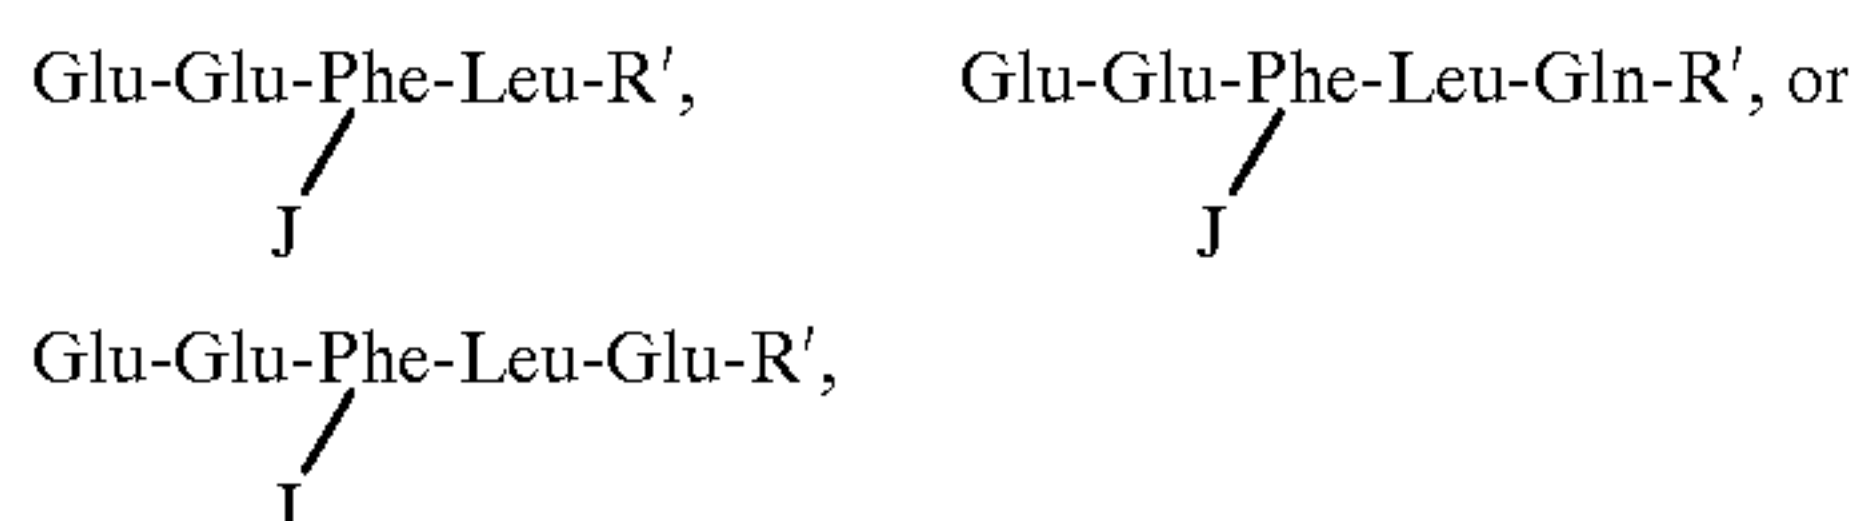 Glu-Glu-Phe-Leu-R′, Glu-Glu-Phe-Leu-Gln-R′, or
J J
Glu-Glu-Phe-Leu-Glu-R′,
J